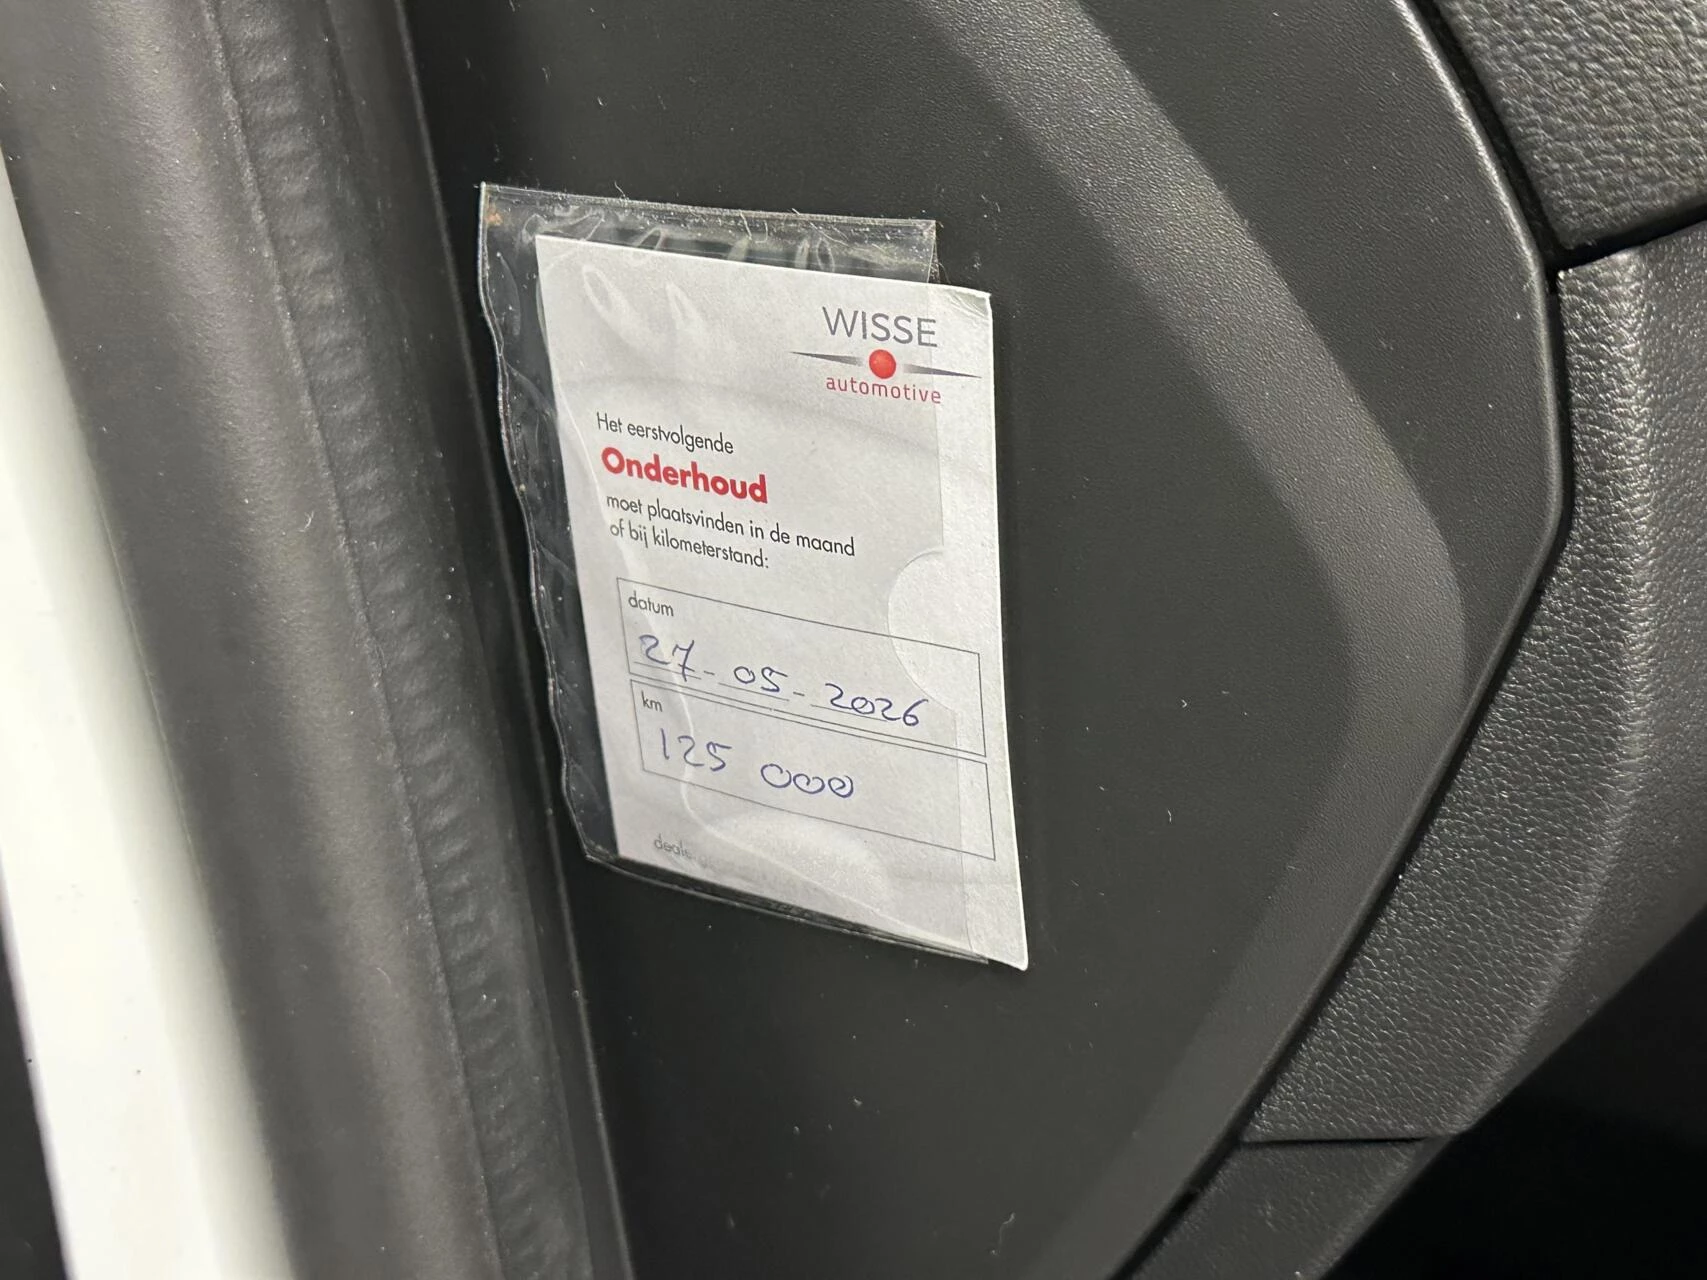 WISSE
automotive
Het eerstvolgende
Onderhoud
moet plaatsvinden in de maand
of bij kilometerstand:
datum
27-05-2026
km
125 000